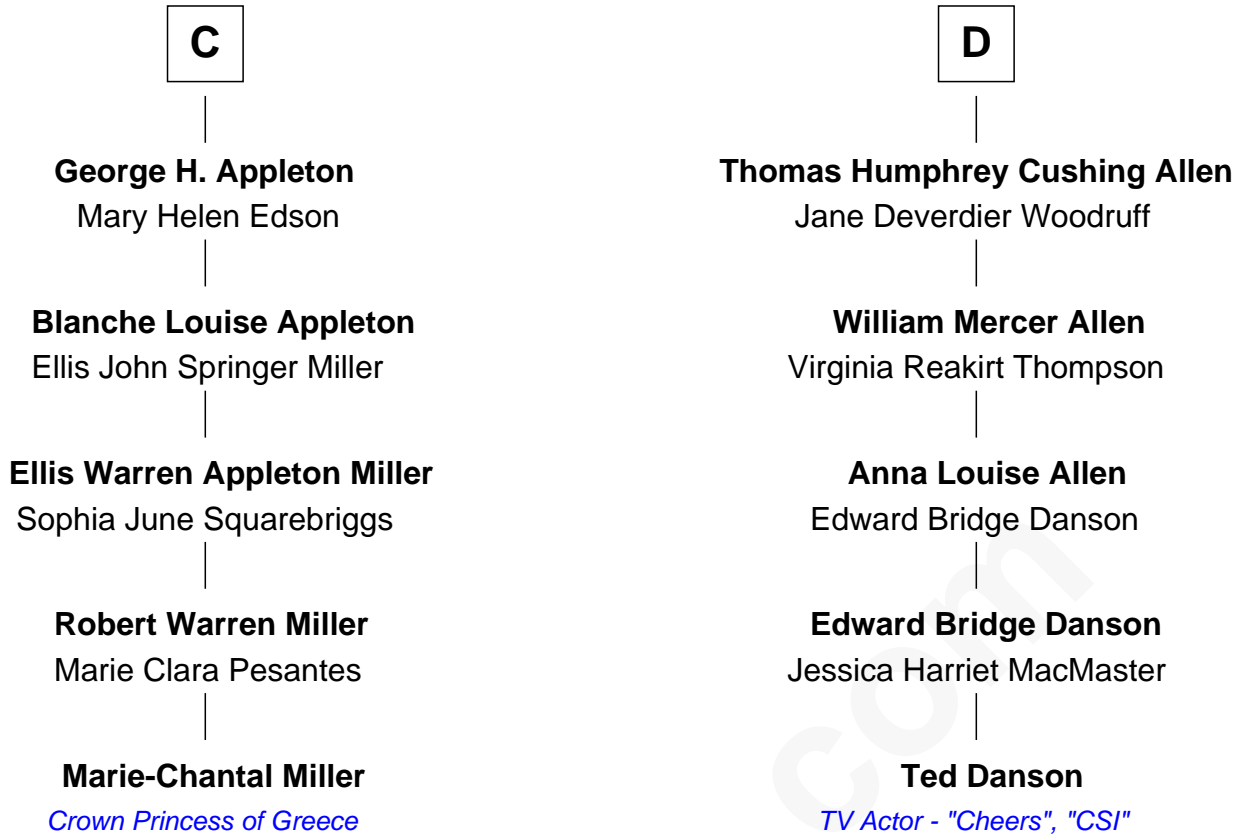 C
George H. Appleton
Mary Helen Edson
Blanche Louise Appleton
Ellis John Springer Miller
Ellis Warren Appleton Miller
Sophia June Squarebriggs
Robert Warren Miller
Marie Clara Pesantes
Marie-Chantal Miller
Crown Princess of Greece
D
Thomas Humphrey Cushing Allen
Jane Deverdier Woodruff
William Mercer Allen
Virginia Reakirt Thompson
Anna Louise Allen
Edward Bridge Danson
Edward Bridge Danson
Jessica Harriet MacMaster
Ted Danson
TV Actor - "Cheers", "CSI"
com